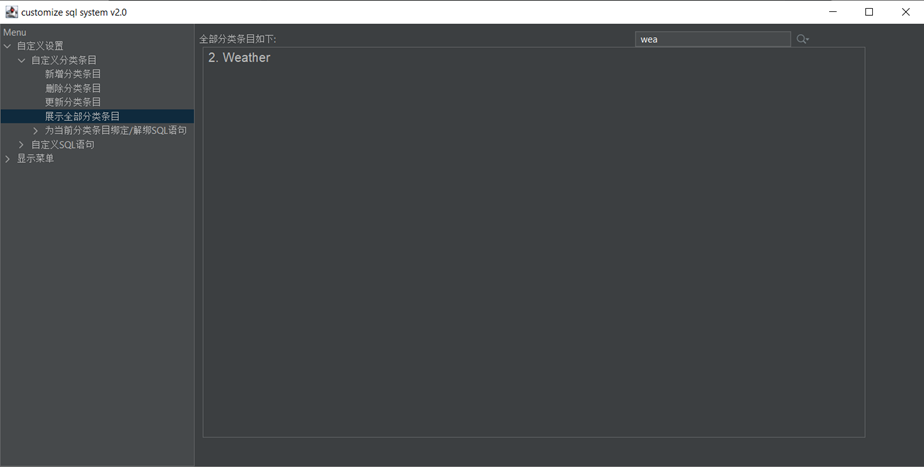 customize sql system v2.0
Menu
自定义设置
自定义分类条目
新增分类条目
删除分类条目
更新分类条目
展示全部分类条目
为当前分类条目绑定/解绑SQL语句
自定义SQL语句
显示菜单
全部分类条目如下:
wea
2. Weather